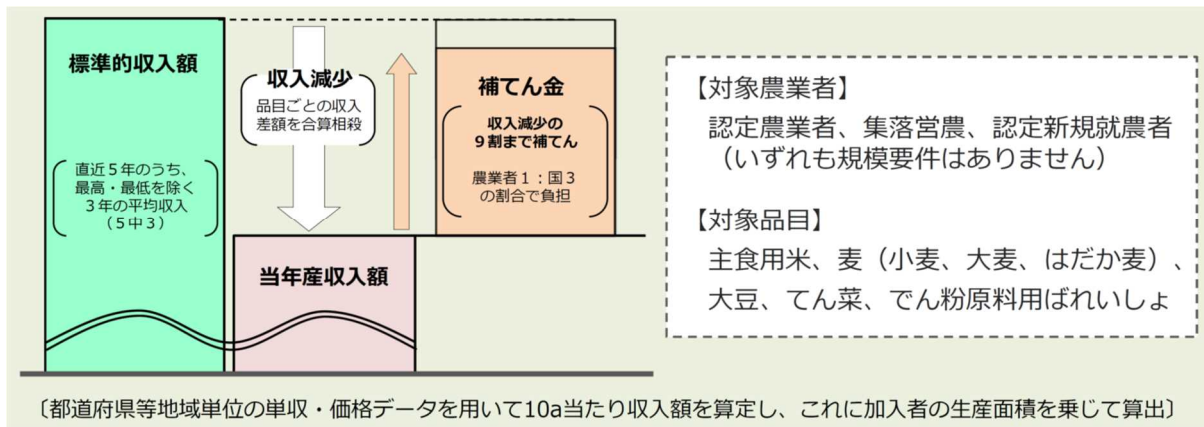 標準的収入額
直近５年のうち、
最高・最低を除く
３年の平均収入
（５中３）
収入減少
品目ごとの収入
差額を合算相殺
補てん金
収入減少の
９割まで補てん
農業者１：国３
の割合で負担
当年産収入額
【対象農業者】
認定農業者、集落営農、認定新規就農者
（いずれも規模要件はありません）
【対象品目】
主食用米、麦（小麦、大麦、はだか麦）、
大豆、てん菜、でん粉原料用ばれいしょ
〔都道府県等地域単位の単収・価格データを用いて10a当たり収入額を算定し、これに加入者の生産面積を乗じて算出〕